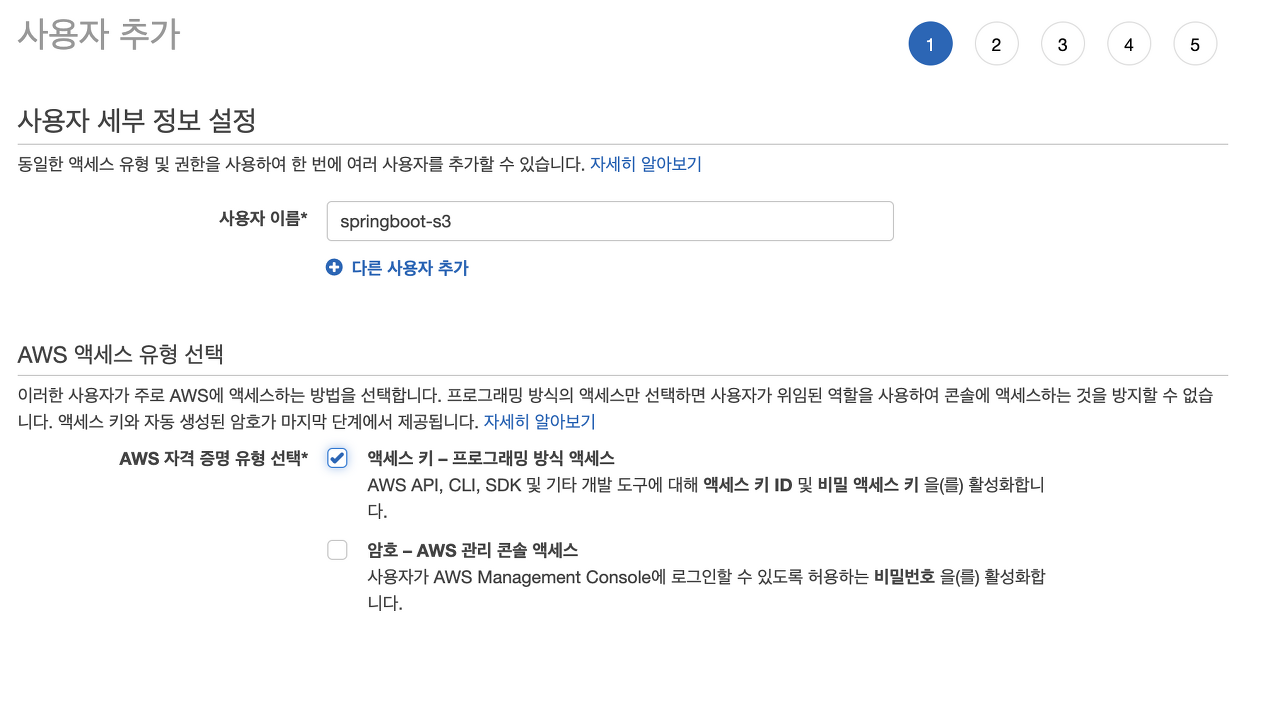 사용자 추가
1 2 3 4 5
사용자 세부 정보 설정
동일한 액세스 유형 및 권한을 사용하여 한 번에 여러 사용자를 추가할 수 있습니다. 자세히 알아보기
사용자 이름* springboot-s3
다른 사용자 추가
AWS 액세스 유형 선택
이러한 사용자가 주로 AWS에 액세스하는 방법을 선택합니다. 프로그래밍 방식의 액세스만 선택하면 사용자가 위임된 역할을 사용하여 콘솔에 액세스하는 것을 방지할 수 없습
니다. 액세스 키와 자동 생성된 암호가 마지막 단계에서 제공됩니다. 자세히 알아보기
AWS 자격 증명 유형 선택* 액세스 키 – 프로그래밍 방식 액세스
AWS API, CLI, SDK 및 기타 개발 도구에 대해 액세스 키 ID 및 비밀 액세스 키 을(를) 활성화합니
다.
암호 – AWS 관리 콘솔 액세스
사용자가 AWS Management Console에 로그인할 수 있도록 허용하는 비밀번호 을(를) 활성화합
니다.